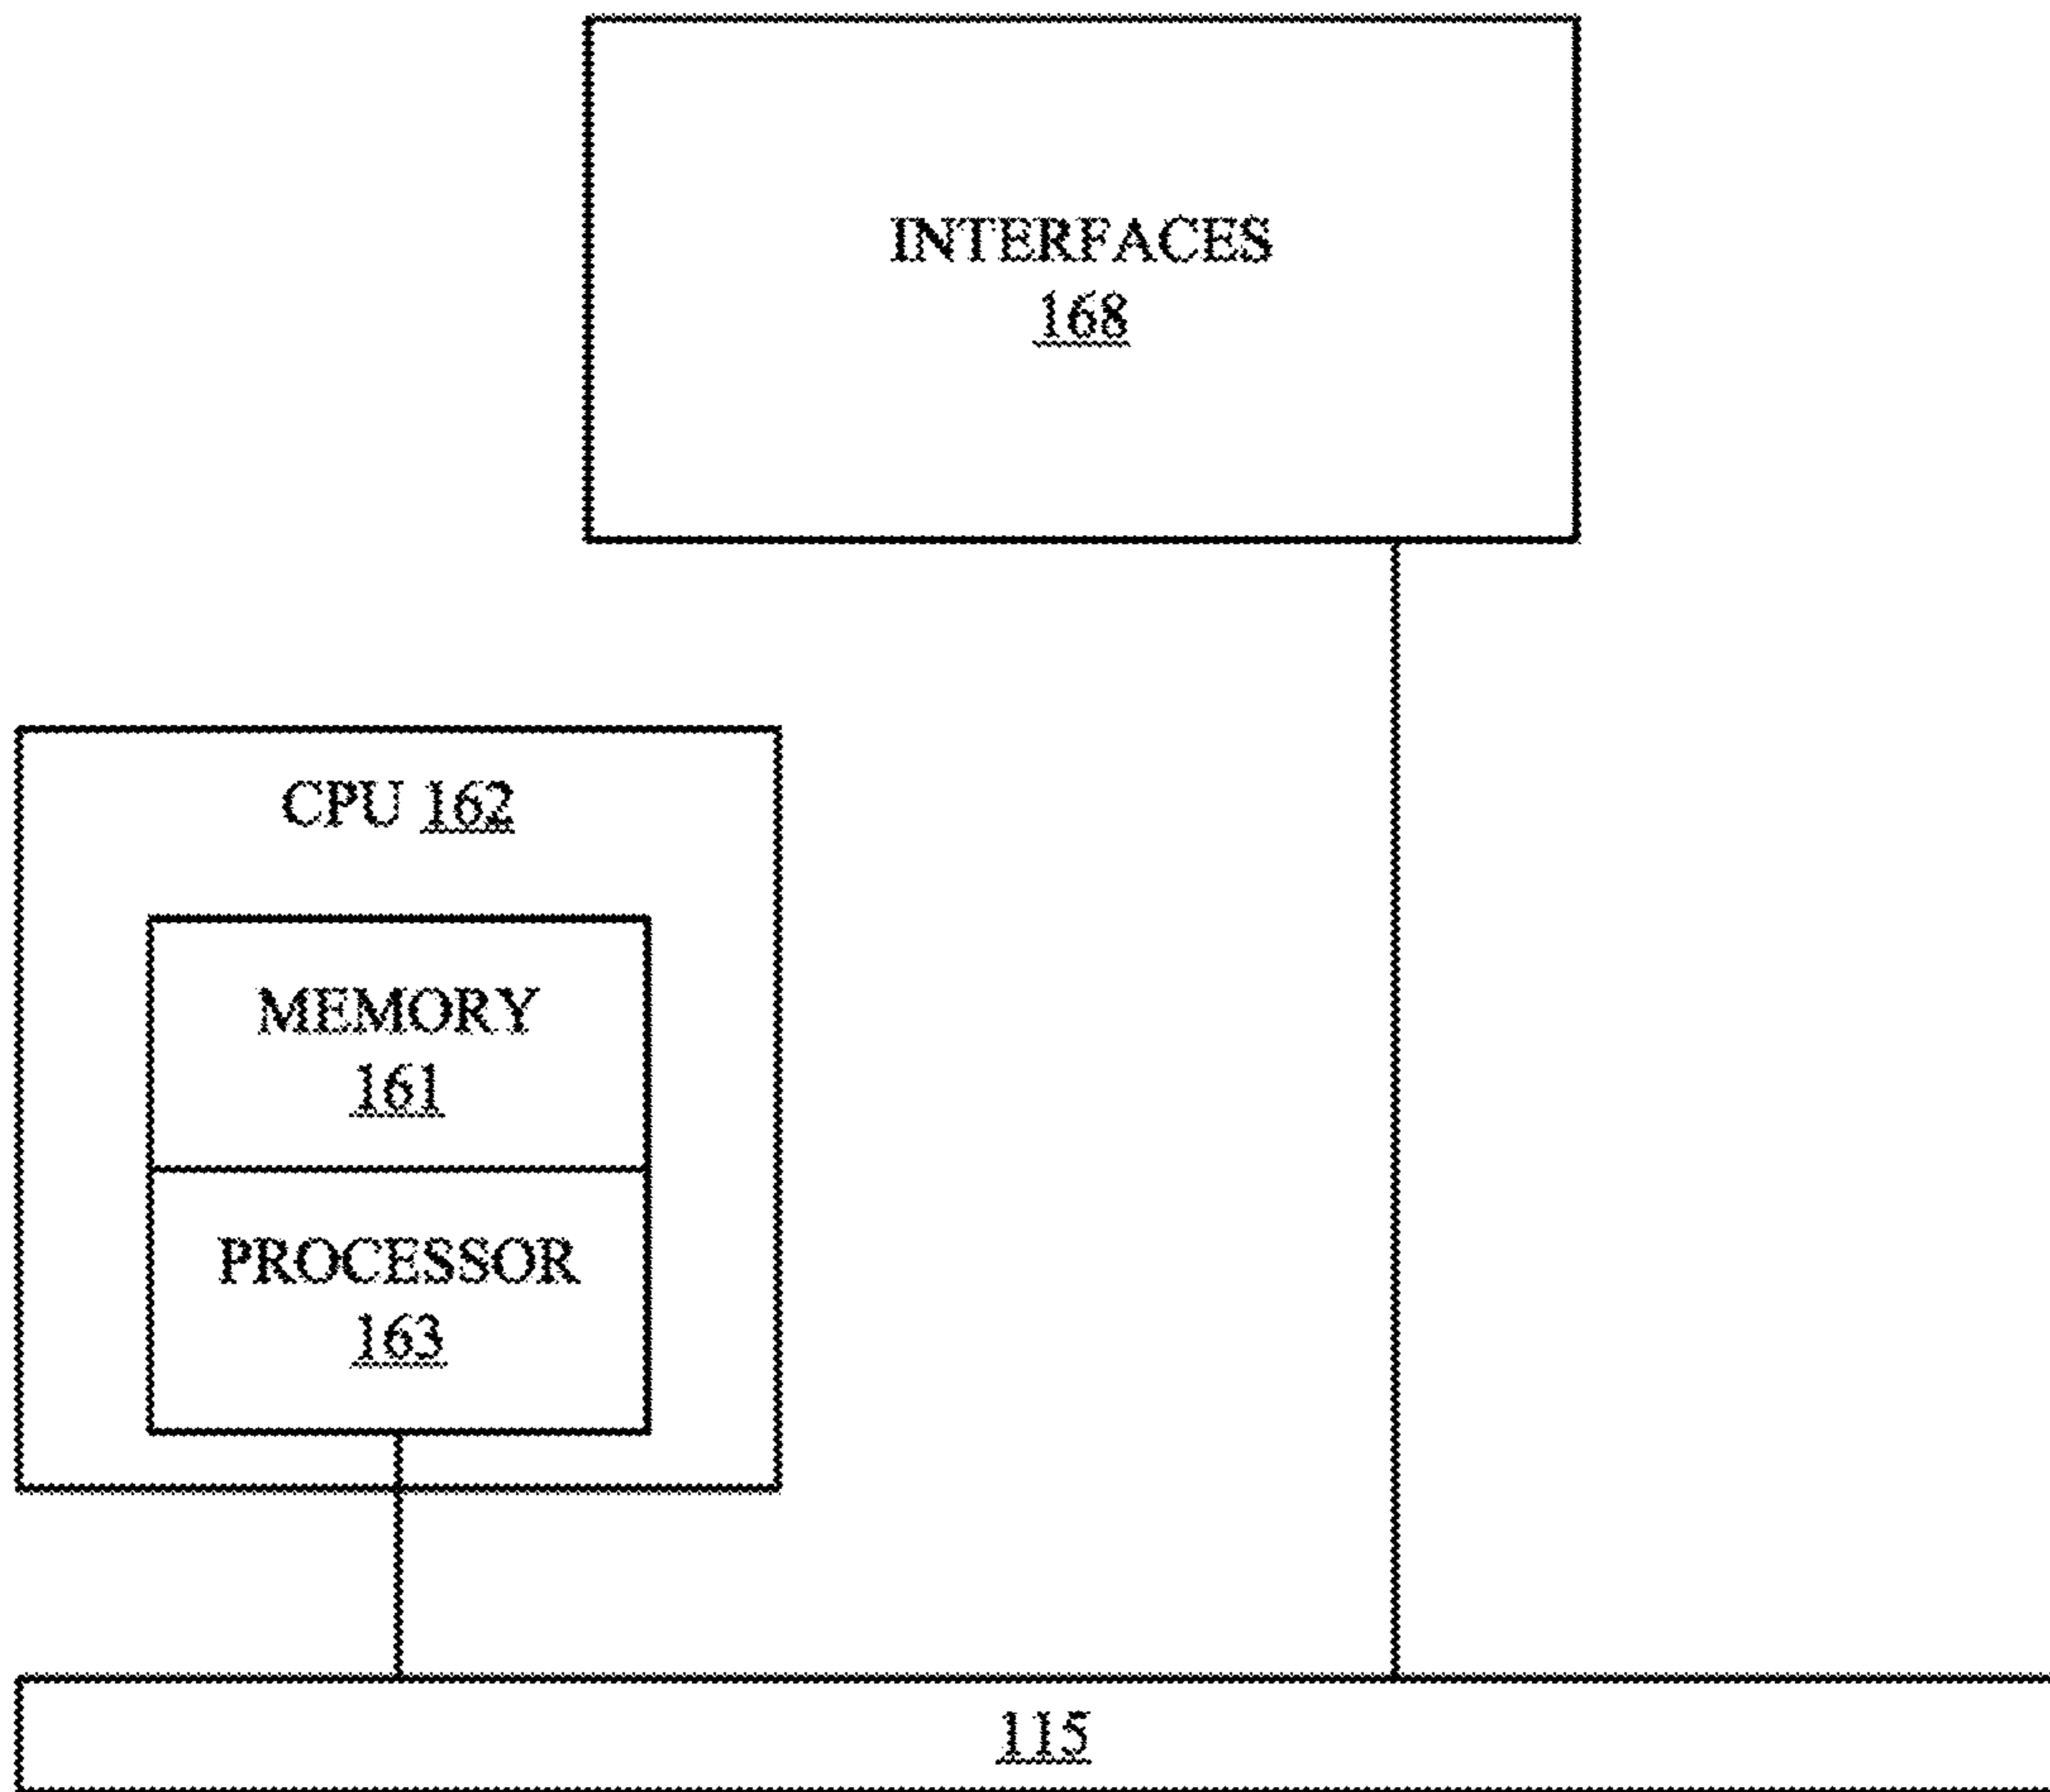 INTERFACES
168
CPU 162
MEMORY
161
PROCESSOR
163
115